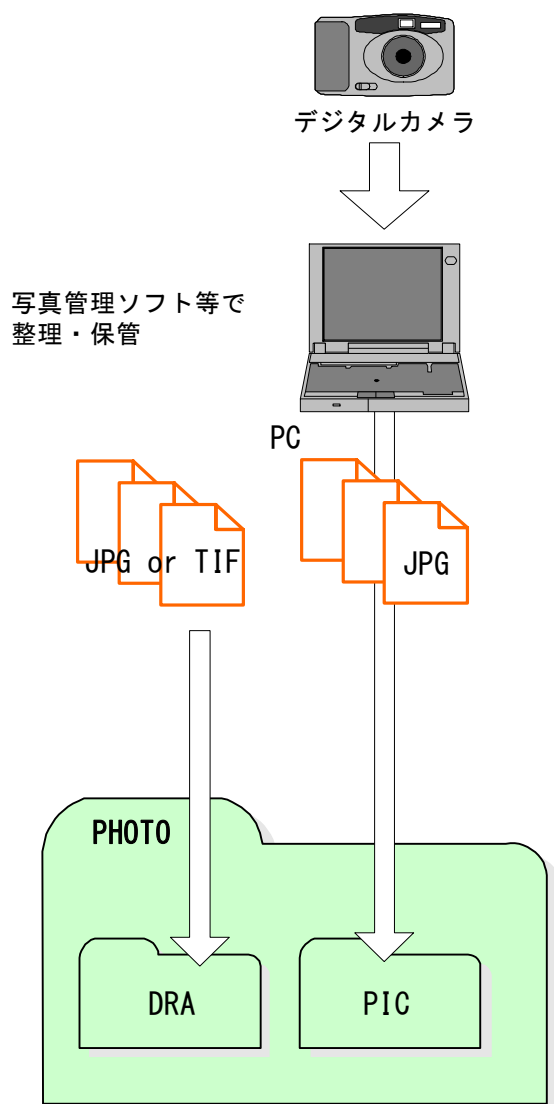 デジタルカメラ
写真管理ソフト等で
整理・保管
PC
JPG or TIF
JPG
PHOTO
DRA
PIC